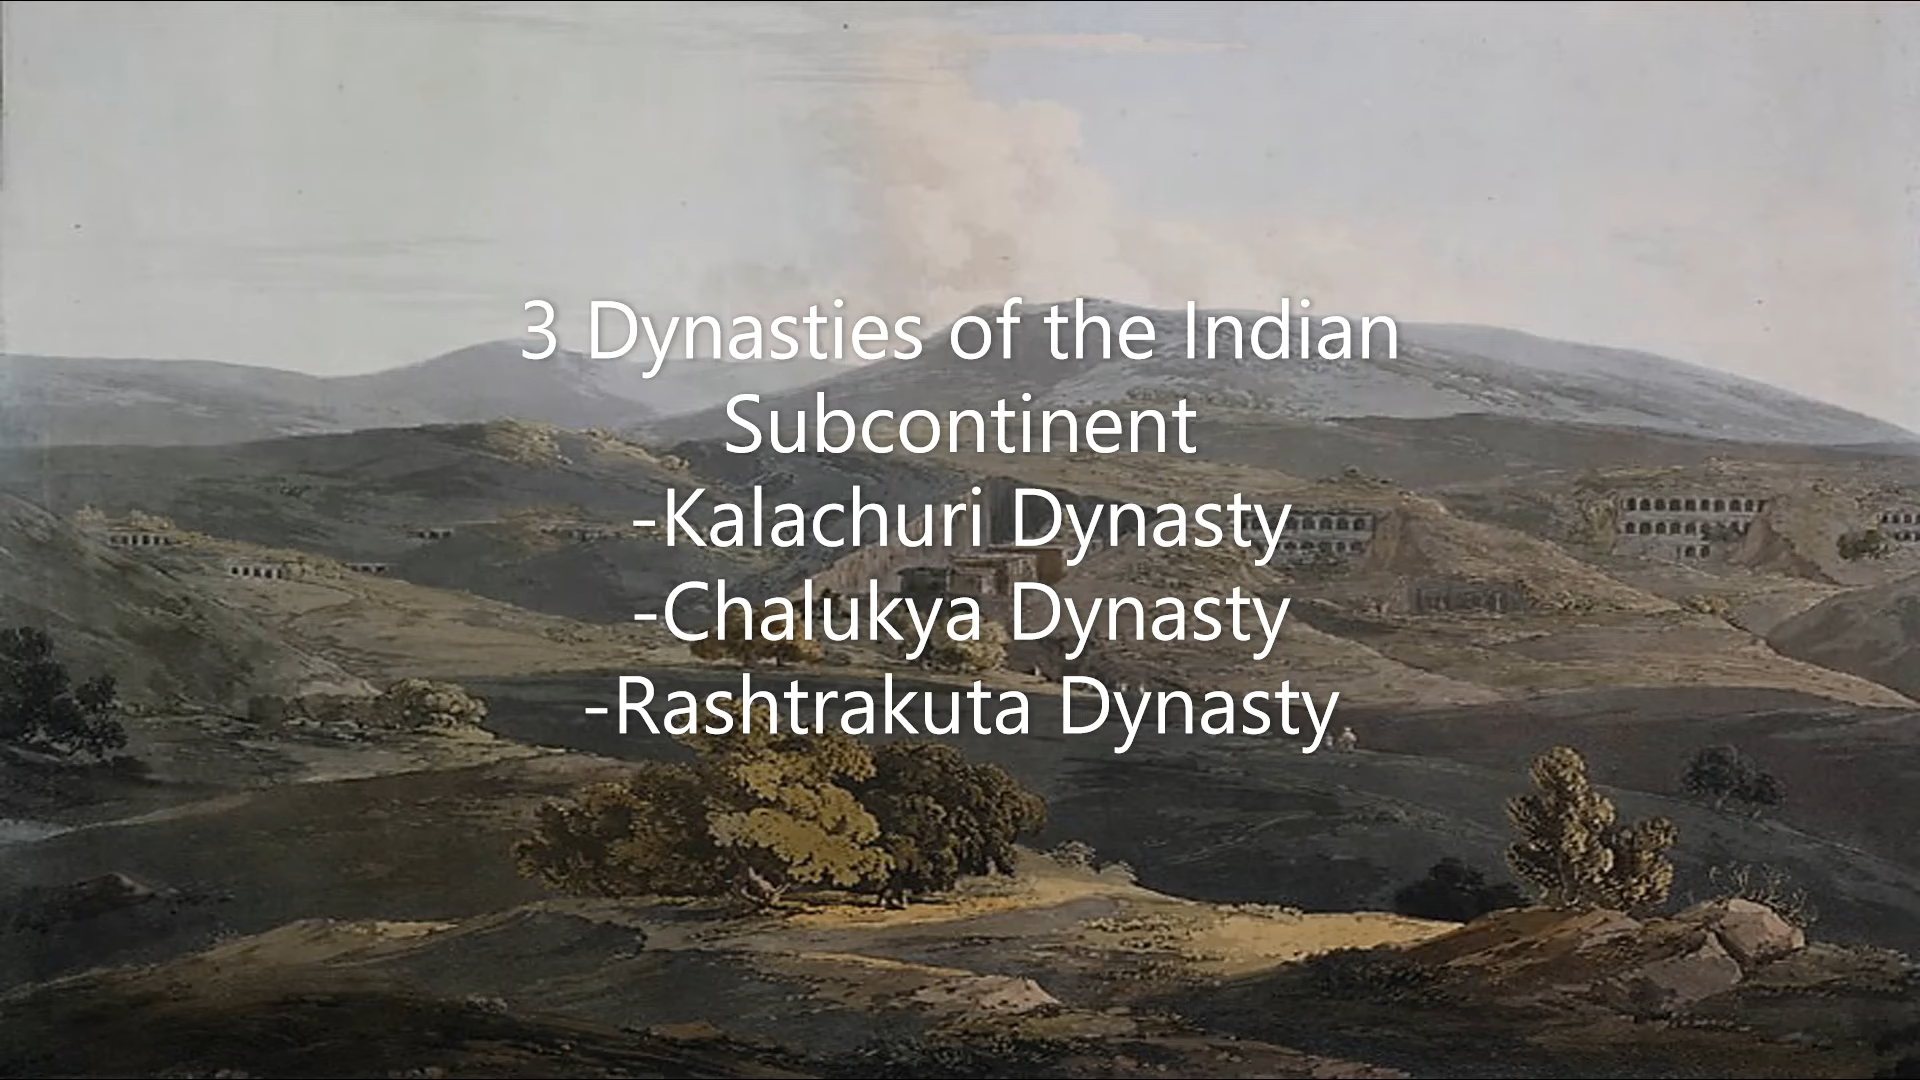 3 Dynasties of the Indian
Subcontinent
-Kalachuri Dynasty
-Chalukya Dynasty
-Rashtrakuta Dynasty